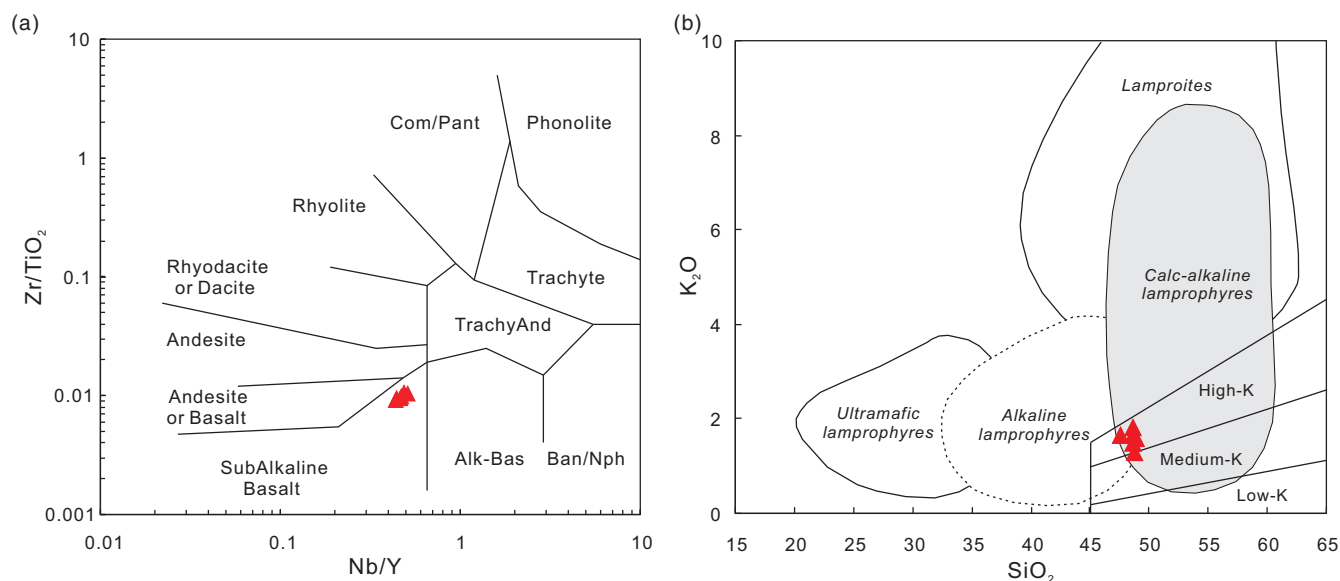 (a)
10
1
0.1
0.01
0.001
Zr/TiO₂
Com/Pant
Phonolite
Rhyolite
Rhyodacite
or Dacite
Trachyte
Andesite
TrachyAnd
Andesite
or Basalt
SubAlkaline
Basalt
Alk-Bas
Ban/Nph
0.01
0.1
1
10
Nb/Y
(b)
10
8
6
4
2
0
K₂O
Lamproites
Calc-alkaline
lamprophyres
Ultramafic
lamprophyres
Alkaline
lamprophyres
High-K
Medium-K
Low-K
15
20
25
30
35
40
45
50
55
60
65
SiO₂